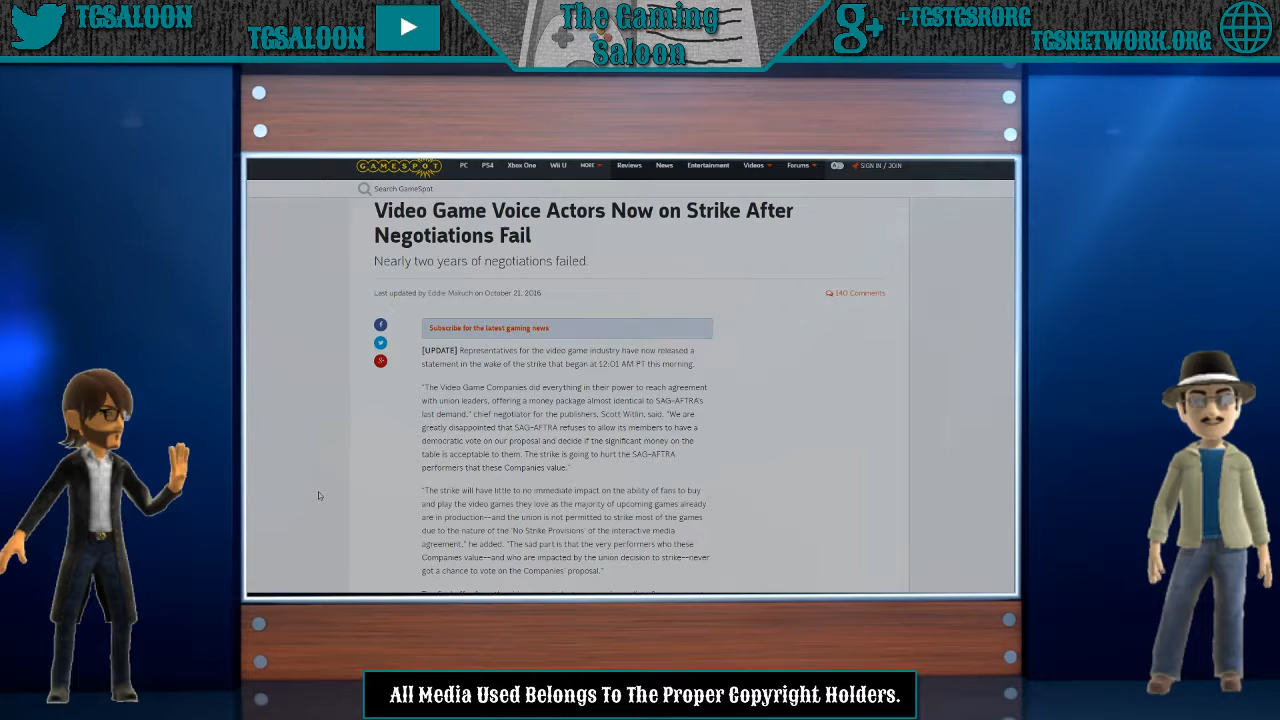 TGSALOON
TGSALOON
The Gaming
Saloon
+TGSTGSRORG
TGSNETWORK.ORG
GAMESPOT
PC PS4 Xbox One Wii U MORE Reviews News Entertainment Videos Forums SIGN IN / JOIN
Search GameSpot
Video Game Voice Actors Now on Strike After
Negotiations Fail
Nearly two years of negotiations failed.
Last updated by Eddie Makuch on October 21, 2016
140 Comments
Subscribe for the latest gaming news
[UPDATE] Representatives for the video game industry have now released a
statement in the wake of the strike that began at 12:01 AM PT this morning.
"The Video Game Companies did everything in their power to reach agreement
with union leaders, offering a money package almost identical to SAG-AFTRA's
last demand," chief negotiator for the publishers, Scott Witlin, said. "We are
greatly disappointed that SAG-AFTRA refuses to allow its members to have a
democratic vote on our proposal and decide if the significant money on the
table is acceptable to them. The strike is going to hurt the SAG-AFTRA
performers that these Companies value."
"The strike will have little to no immediate impact on the ability of fans to buy
and play the video games they love as the majority of upcoming games already
are in production--and the union is not permitted to strike most of the games
due to the nature of the 'No Strike Provisions' of the interactive media
agreement," he added. "The sad part is that the very performers who these
Companies value--and who are impacted by the union decision to strike--never
got a chance to vote on the Companies' proposal."
All Media Used Belongs To The Proper Copyright Holders.